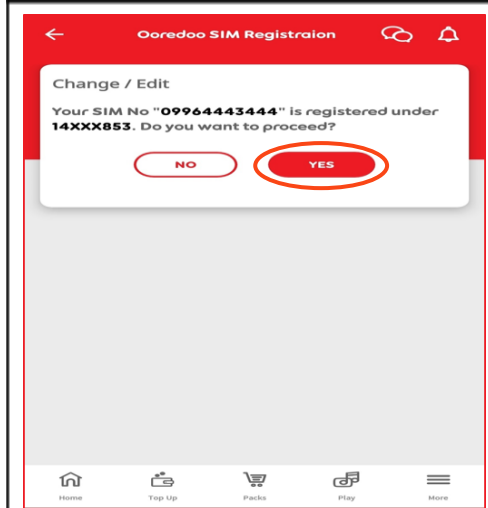 Ooredoo SIM Registraion
Change / Edit
Your SIM No "09964443444" is registered under
14XXX853. Do you want to proceed?
NO YES
Home Top Up Packs Play More